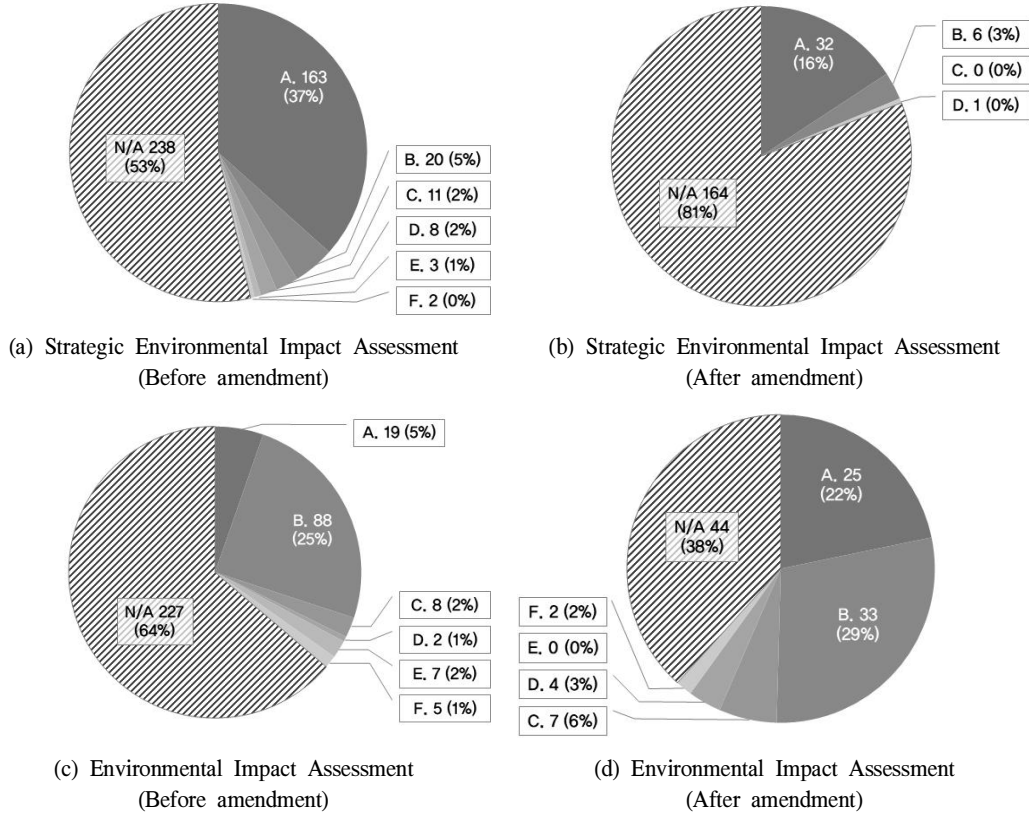 A. 163
(37%)
N/A 238
(53%)
B. 20 (5%)
C. 11 (2%)
D. 8 (2%)
E. 3 (1%)
F. 2 (0%)
(a) Strategic Environmental Impact Assessment
(Before amendment)
A. 32
(16%)
B. 6 (3%)
C. 0 (0%)
D. 1 (0%)
N/A 164
(81%)
(b) Strategic Environmental Impact Assessment
(After amendment)
A. 19 (5%)
B. 88
(25%)
N/A 227
(64%)
C. 8 (2%)
D. 2 (1%)
E. 7 (2%)
F. 5 (1%)
(c) Environmental Impact Assessment
(Before amendment)
A. 25
(22%)
N/A 44
(38%)
B. 33
(29%)
F. 2 (2%)
E. 0 (0%)
D. 4 (3%)
C. 7 (6%)
(d) Environmental Impact Assessment
(After amendment)